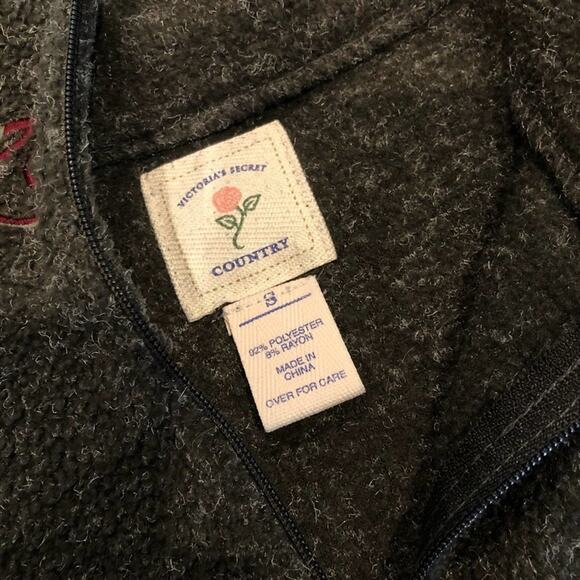 VICTORIA'S SECRET
COUNTRY
S
92% POLYESTER
8% RAYON
MADE IN
CHINA
OVER FOR CARE